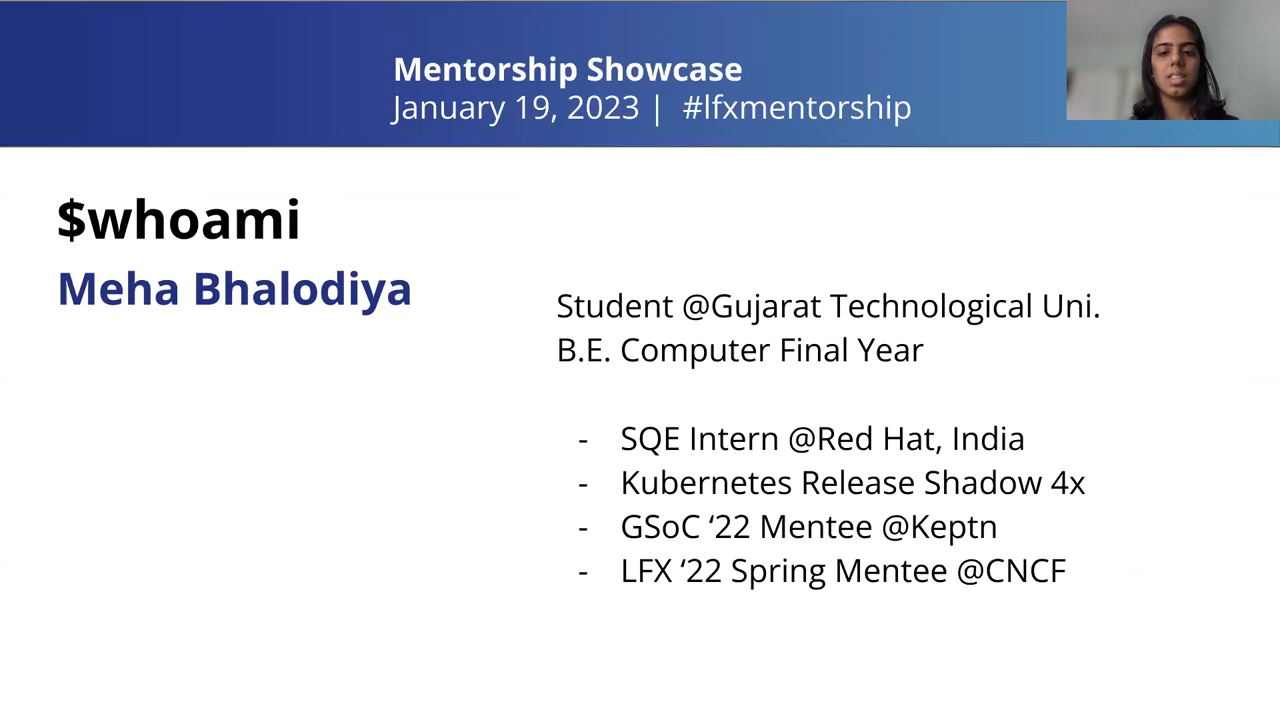 Mentorship Showcase
January 19, 2023 | #lfxmentorship
$whoami
Meha Bhalodiya
Student @Gujarat Technological Uni.
B.E. Computer Final Year
- SQE Intern @Red Hat, India
- Kubernetes Release Shadow 4x
- GSoC ‘22 Mentee @Keptn
- LFX ‘22 Spring Mentee @CNCF